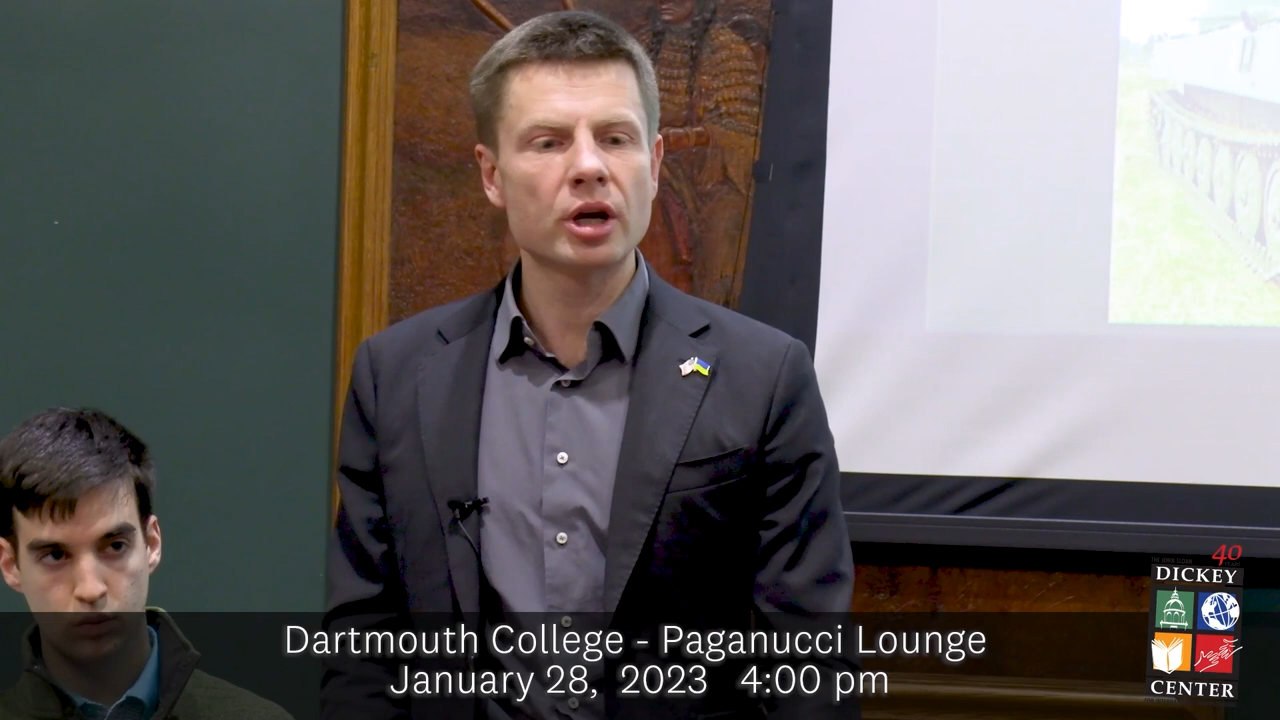 40
DICKEY
CENTER
Dartmouth College - Paganucci Lounge
January 28, 2023 4:00 pm